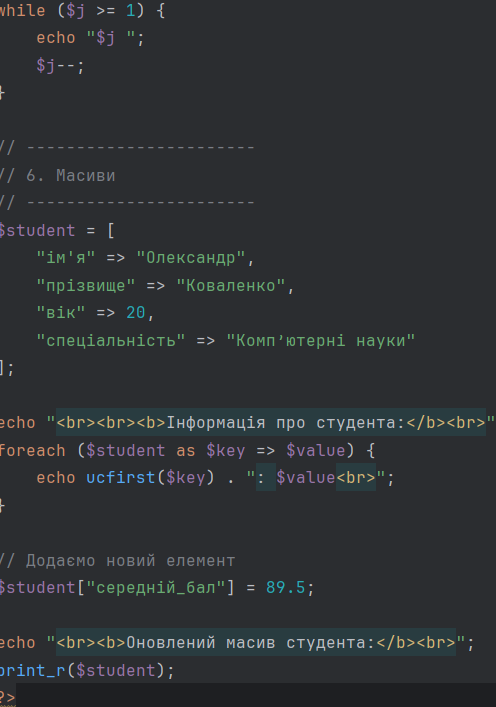 while ($j >= 1) {
echo "$j ";
$j--;
}
// -----------------------
// 6. Масиви
// -----------------------
$student = [
"ім'я" => "Олександр",
"прізвище" => "Коваленко",
"вік" => 20,
"спеціальність" => "Комп’ютерні науки"
];
echo "<br><br><b>Інформація про студента:</b><br>"
foreach ($student as $key => $value) {
echo ucfirst($key) . ": $value<br>";
}
// Додаємо новий елемент
$student["середній_бал"] = 89.5;
echo "<br><b>Оновлений масив студента:</b><br>";
print_r($student);
?>